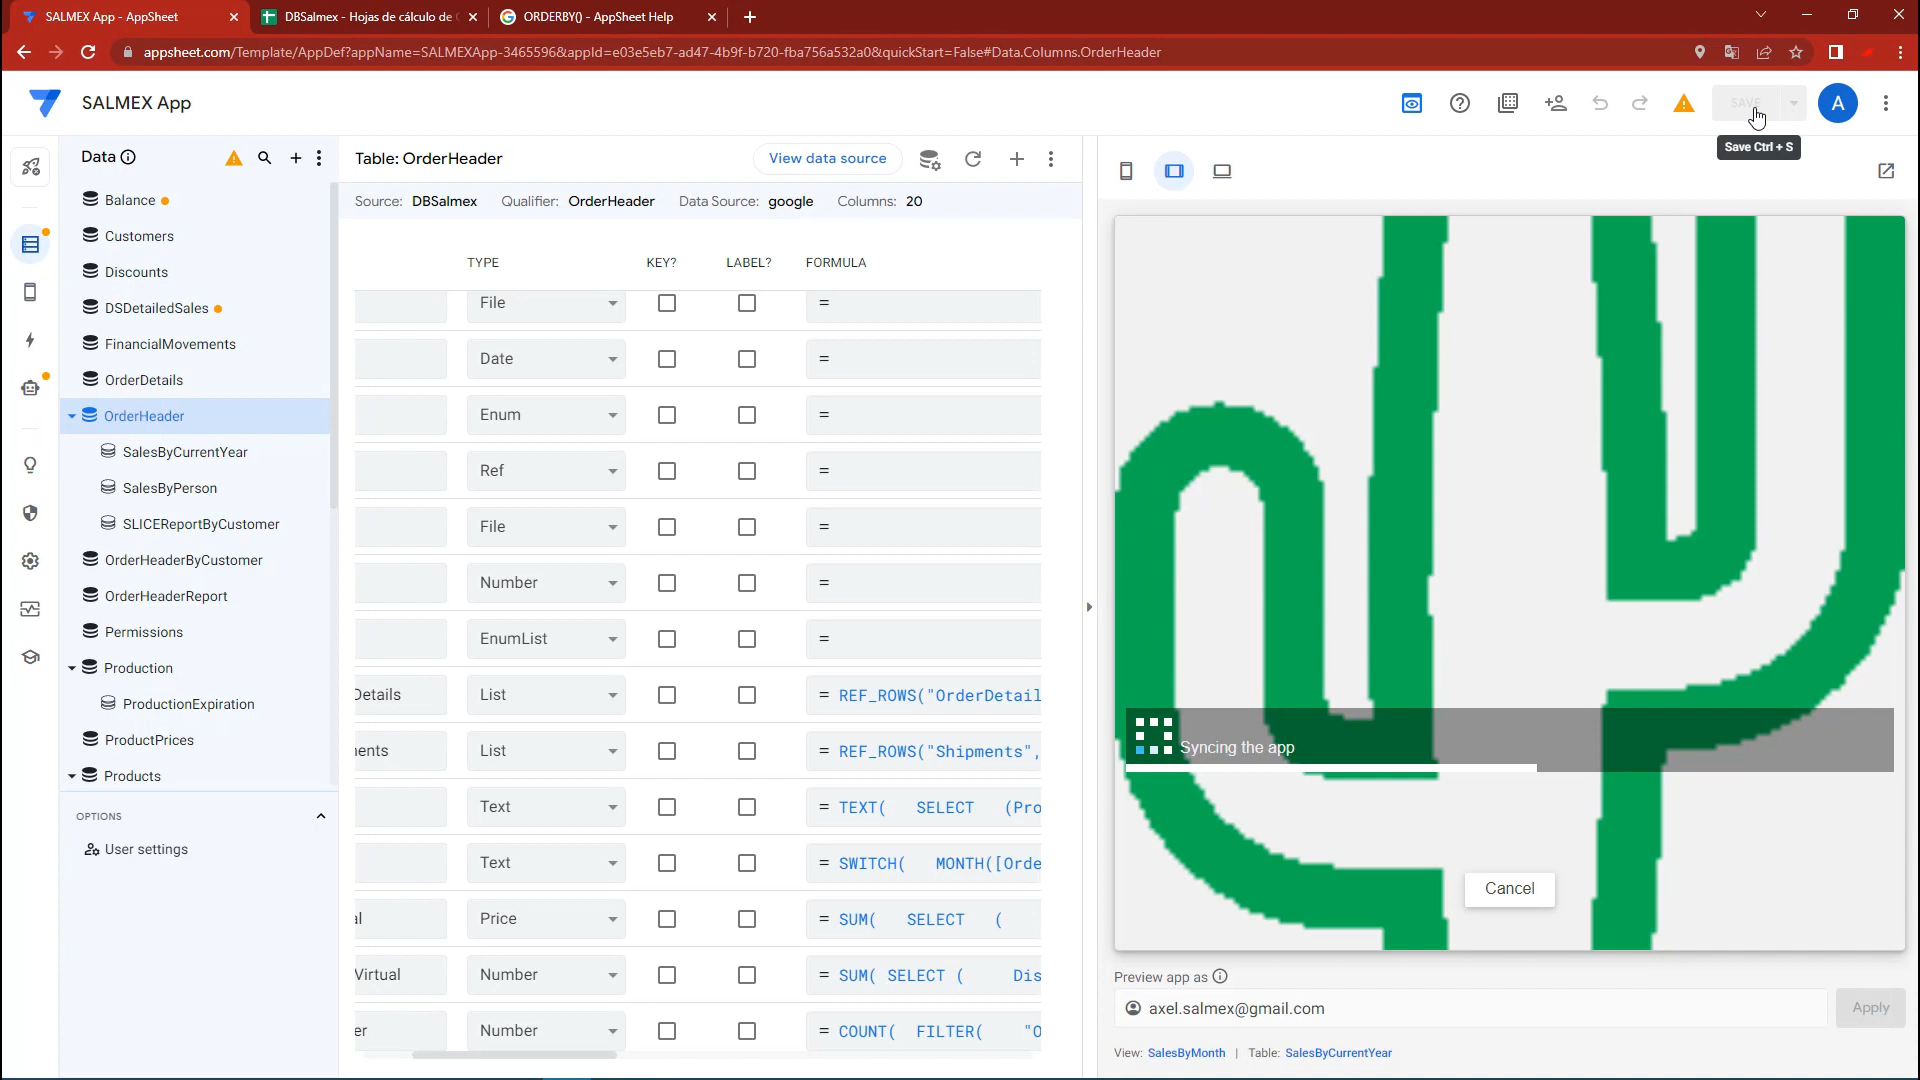 SALMEX App - AppSheet
DBSalmex - Hojas de cálculo de
ORDERBY() - AppSheet Help
appsheet.com/Template/AppDef?appName=SALMEXApp-3465596&appId=e03e5eb7-ad47-4b9f-b720-fba756a532a0&quickStart=False#Data.Columns.OrderHeader
SALMEX App
SAVE
A
Save Ctrl + S
Data
Table: OrderHeader
View data source
Source: DBSalmex Qualifier: OrderHeader Data Source: google Columns: 20
Balance
Customers
Discounts
DSDetailedSales
FinancialMovements
OrderDetails
OrderHeader
SalesByCurrentYear
SalesByPerson
SLICEReportByCustomer
OrderHeaderByCustomer
OrderHeaderReport
Permissions
Production
ProductionExpiration
ProductPrices
Products
OPTIONS
User settings
TYPE KEY? LABEL? FORMULA
File =
Date =
Enum =
Ref =
File =
Number =
EnumList =
Details List = REF_ROWS("OrderDetail
ents List = REF_ROWS("Shipments",
Text = TEXT( SELECT (Pro
Text = SWITCH( MONTH([Orde
al Price = SUM( SELECT (
Virtual Number = SUM( SELECT ( Dis
er Number = COUNT( FILTER( "O
Syncing the app
Cancel
Preview app as
axel.salmex@gmail.com
Apply
View: SalesByMonth | Table: SalesByCurrentYear